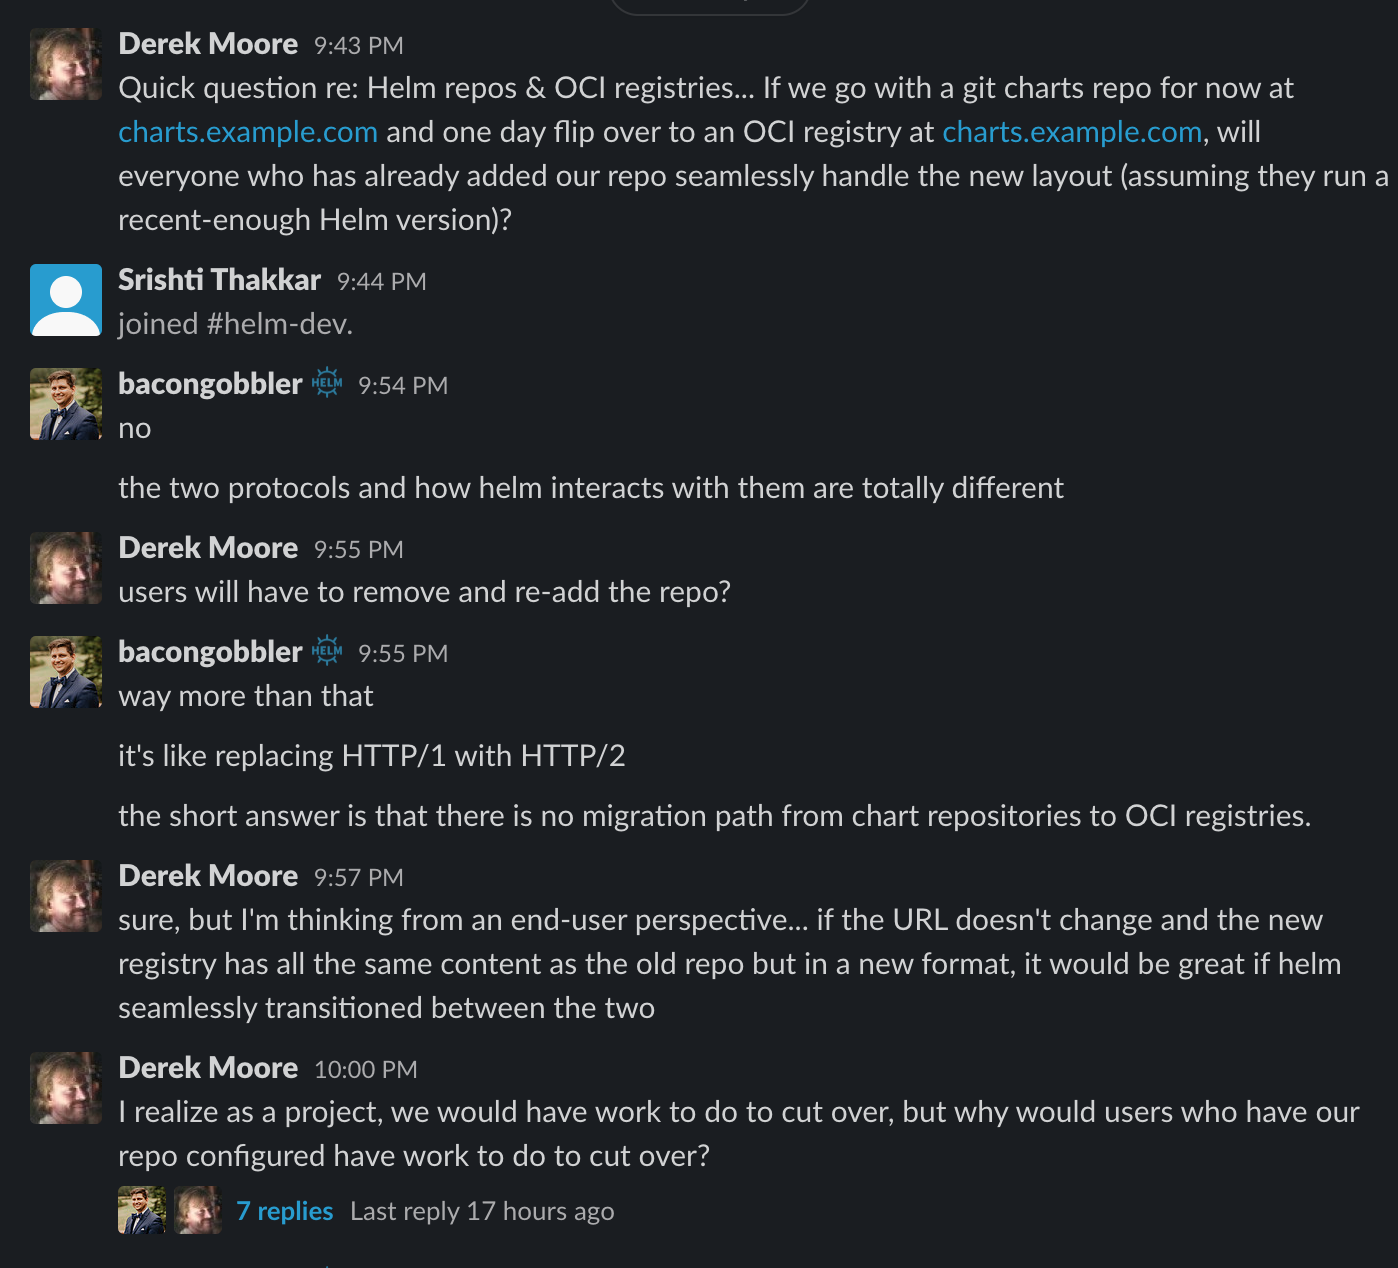 Derek Moore 9:43 PM
Quick question re: Helm repos & OCI registries... If we go with a git charts repo for now at
charts.example.com and one day flip over to an OCI registry at charts.example.com, will
everyone who has already added our repo seamlessly handle the new layout (assuming they run a
recent-enough Helm version)?
Srishti Thakkar 9:44 PM
joined #helm-dev.
bacongobbler HELM 9:54 PM
no
the two protocols and how helm interacts with them are totally different
Derek Moore 9:55 PM
users will have to remove and re-add the repo?
bacongobbler HELM 9:55 PM
way more than that
it's like replacing HTTP/1 with HTTP/2
the short answer is that there is no migration path from chart repositories to OCI registries.
Derek Moore 9:57 PM
sure, but I'm thinking from an end-user perspective... if the URL doesn't change and the new
registry has all the same content as the old repo but in a new format, it would be great if helm
seamlessly transitioned between the two
Derek Moore 10:00 PM
I realize as a project, we would have work to do to cut over, but why would users who have our
repo configured have work to do to cut over?
7 replies Last reply 17 hours ago